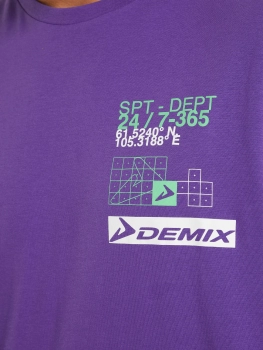 SPT - DEPT
24 / 7-365
61.5240° N,
105.3188° E
DEMIX